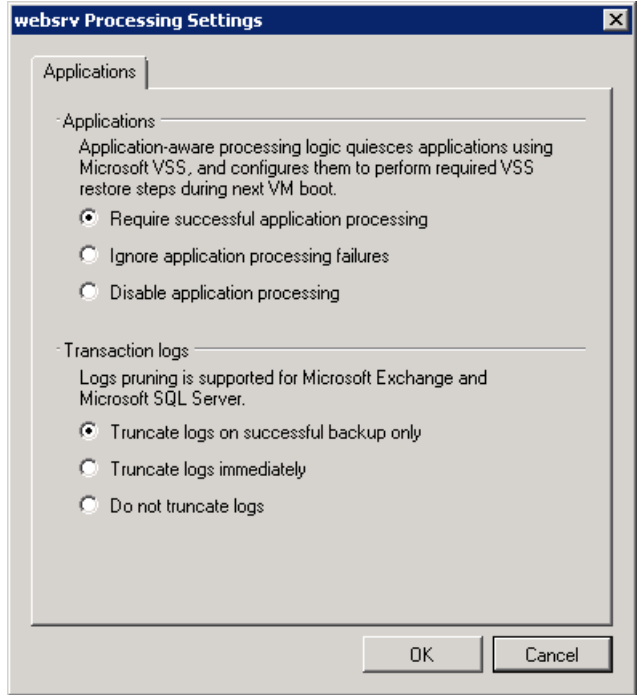 websrv Processing Settings
Applications
Applications
Application-aware processing logic quiesces applications using
Microsoft VSS, and configures them to perform required VSS
restore steps during next VM boot.
Require successful application processing
Ignore application processing failures
Disable application processing
Transaction logs
Logs pruning is supported for Microsoft Exchange and
Microsoft SQL Server.
Truncate logs on successful backup only
Truncate logs immediately
Do not truncate logs
OK Cancel